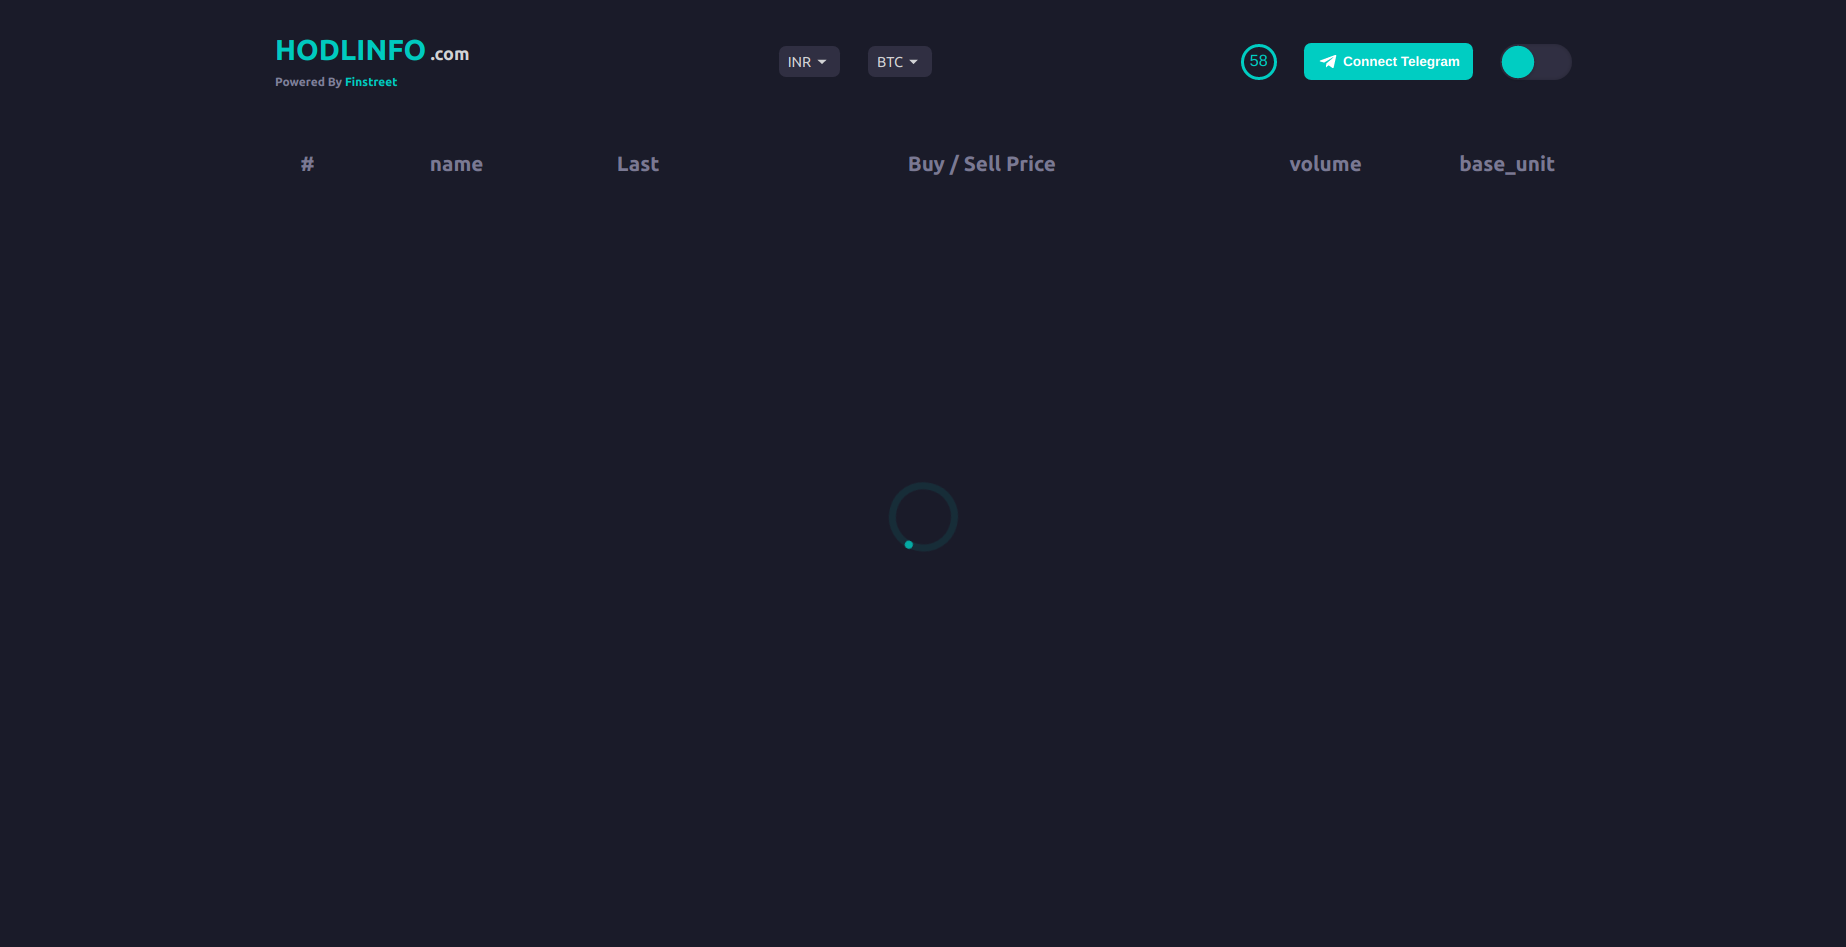 HODLINFO .com
Powered By Finstreet
INR
BTC
58
Connect Telegram
# name Last Buy / Sell Price volume base_unit